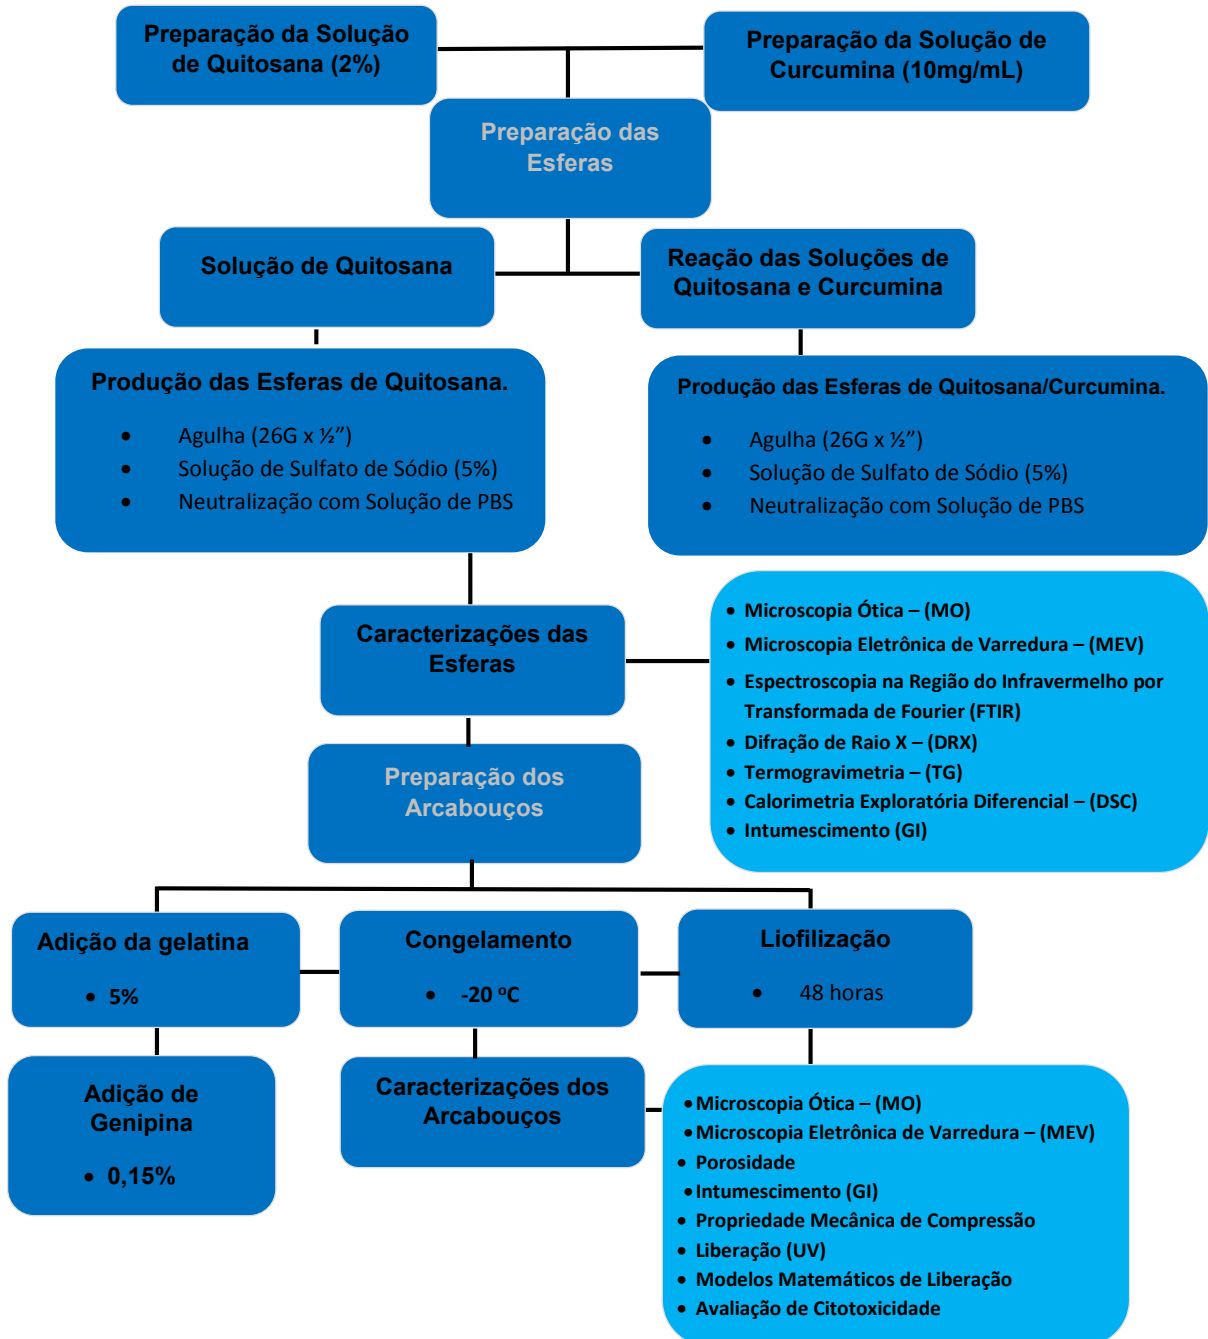 Preparação da Solução
de Quitosana (2%)
Preparação da Solução de
Curcumina (10mg/mL)
Preparação das
Esferas
Solução de Quitosana
Reação das Soluções de
Quitosana e Curcumina
Produção das Esferas de Quitosana.
• Agulha (26G x ½”)
• Solução de Sulfato de Sódio (5%)
• Neutralização com Solução de PBS
Produção das Esferas de Quitosana/Curcumina.
• Agulha (26G x ½”)
• Solução de Sulfato de Sódio (5%)
• Neutralização com Solução de PBS
Caracterizações das
Esferas
• Microscopia Ótica – (MO)
• Microscopia Eletrônica de Varredura – (MEV)
• Espectroscopia na Região do Infravermelho por
Transformada de Fourier (FTIR)
• Difração de Raio X – (DRX)
• Termogravimetria – (TG)
• Calorimetria Exploratória Diferencial – (DSC)
• Intumescimento (GI)
Preparação dos
Arcabouços
Adição da gelatina
• 5%
Congelamento
• -20 ºC
Liofilização
• 48 horas
Adição de
Genipina
• 0,15%
Caracterizações dos
Arcabouços
• Microscopia Ótica – (MO)
• Microscopia Eletrônica de Varredura – (MEV)
• Porosidade
• Intumescimento (GI)
• Propriedade Mecânica de Compressão
• Liberação (UV)
• Modelos Matemáticos de Liberação
• Avaliação de Citotoxicidade